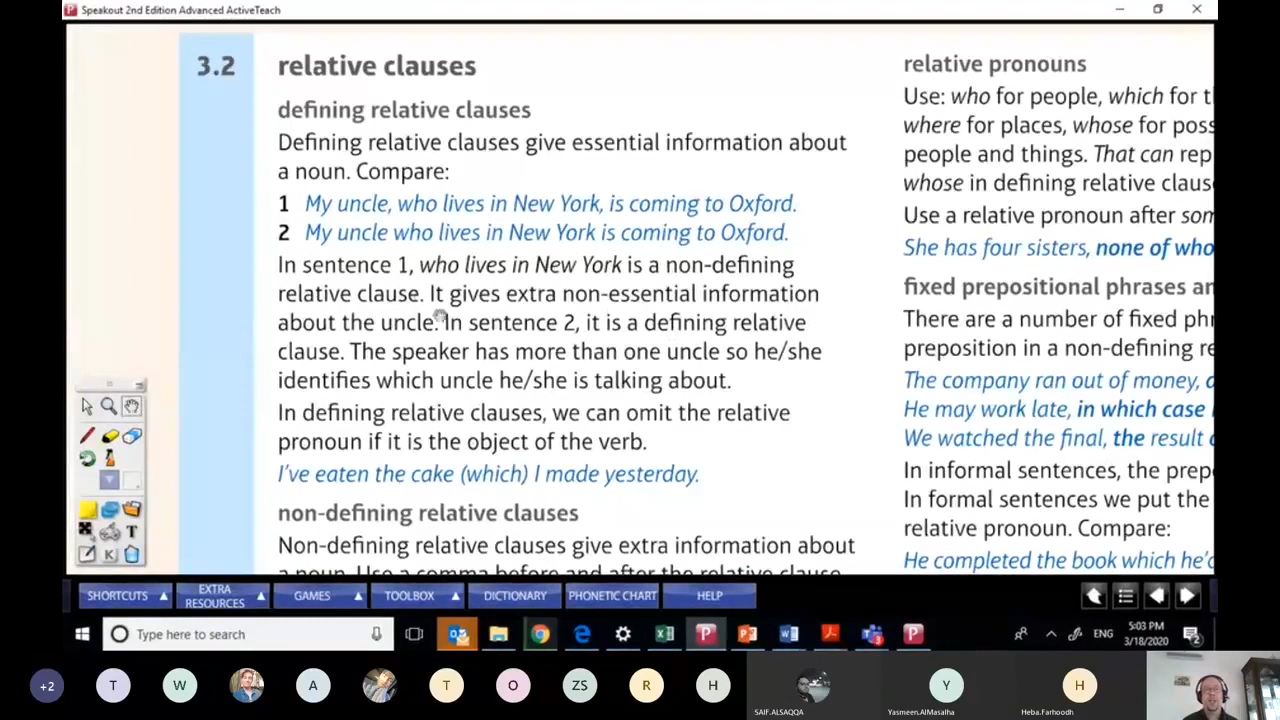 Speakout 2nd Edition Advanced ActiveTeach
3.2 relative clauses
defining relative clauses
Defining relative clauses give essential information about
a noun. Compare:
1 My uncle, who lives in New York, is coming to Oxford.
2 My uncle who lives in New York is coming to Oxford.
In sentence 1, who lives in New York is a non-defining
relative clause. It gives extra non-essential information
about the uncle. In sentence 2, it is a defining relative
clause. The speaker has more than one uncle so he/she
identifies which uncle he/she is talking about.
In defining relative clauses, we can omit the relative
pronoun if it is the object of the verb.
I've eaten the cake (which) I made yesterday.
non-defining relative clauses
Non-defining relative clauses give extra information about
a noun. Use a comma before and after the relative clause
relative pronouns
Use: who for people, which for
where for places, whose for
people and things. That can
whose in defining relative
Use a relative pronoun after
She has four sisters, none of
fixed prepositional phrases
There are a number of fixed
preposition in a non-defining
The company ran out of money,
He may work late, in which case
We watched the final, the result
In informal sentences, the
In formal sentences we put the
relative pronoun. Compare:
He completed the book which
T
K
SHORTCUTS
EXTRA
RESOURCES
GAMES
TOOLBOX
DICTIONARY
PHONETIC CHART
HELP
Type here to search
ENG
5:03 PM
3/18/2020
+2
T
W
A
T
O
ZS
R
H
Y
H
SAIF.ALSAQQA
Yasmeen.AlMasalha
Heba.Farhoodh